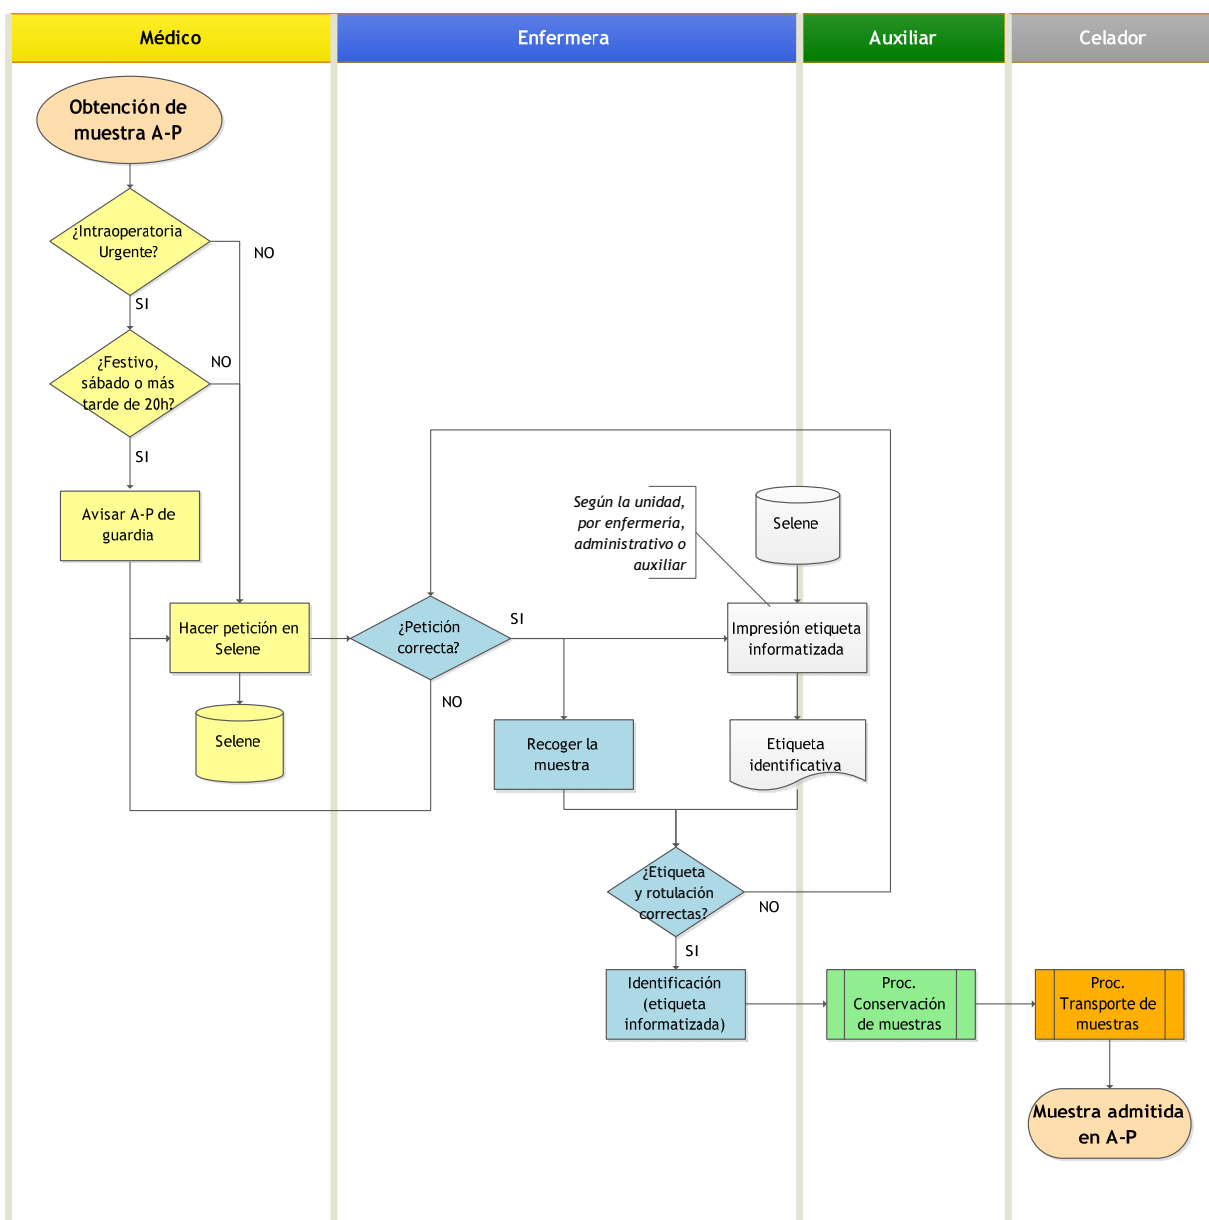 Médico
Enfermera
Auxiliar
Celador
Obtención de
muestra A-P
¿Intraoperatoria
Urgente?
NO
SI
¿Festivo,
sábado o más
tarde de 20h?
NO
SI
Avisar A-P de
guardia
Según la unidad,
por enfermería,
administrativo o
auxiliar
Selene
Hacer petición en
Selene
¿Petición
correcta?
SI
NO
Impresión etiqueta
informatizada
Selene
Recoger la
muestra
Etiqueta
identificativa
¿Etiqueta
y rotulación
correctas?
NO
SI
Identificación
(etiqueta
informatizada)
Proc.
Conservación
de muestras
Proc.
Transporte de
muestras
Muestra admitida
en A-P